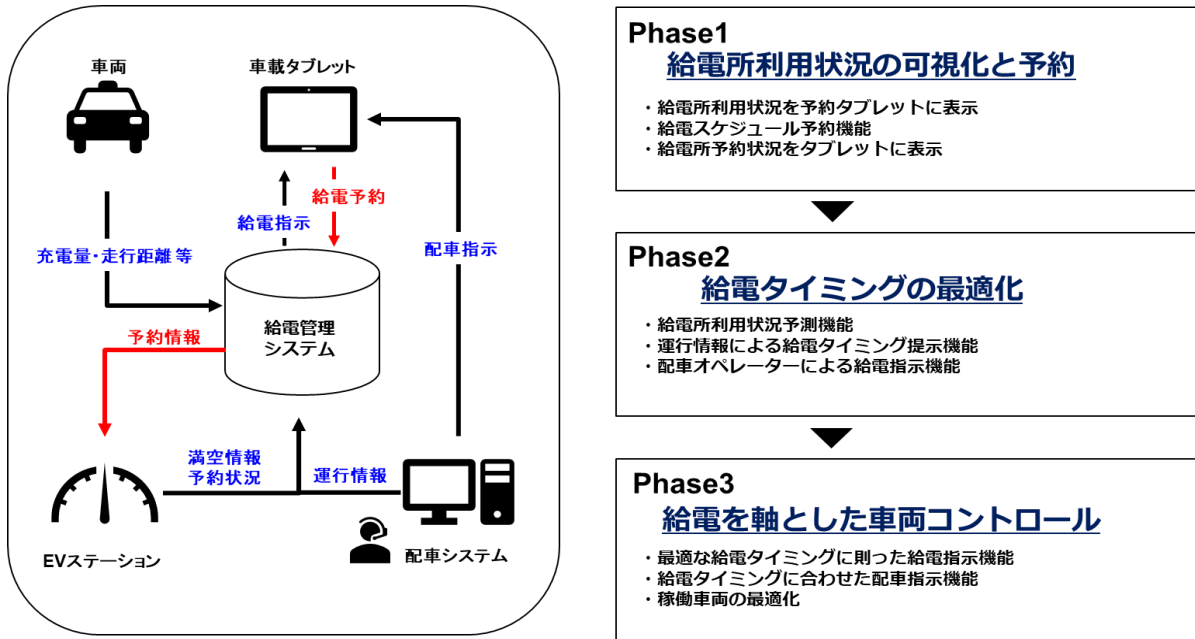 車両
車載タブレット
給電予約
給電指示
配車指示
充電量・走行距離 等
予約情報
給電管理
システム
満空情報
予約状況
運行情報
EVステーション
配車システム
Phase1
給電所利用状況の可視化と予約
・給電所利用状況を予約タブレットに表示
・給電スケジュール予約機能
・給電所予約状況をタブレットに表示
Phase2
給電タイミングの最適化
・給電所利用状況予測機能
・運行情報による給電タイミング提示機能
・配車オペレーターによる給電指示機能
Phase3
給電を軸とした車両コントロール
・最適な給電タイミングに則った給電指示機能
・給電タイミングに合わせた配車指示機能
・稼働車両の最適化